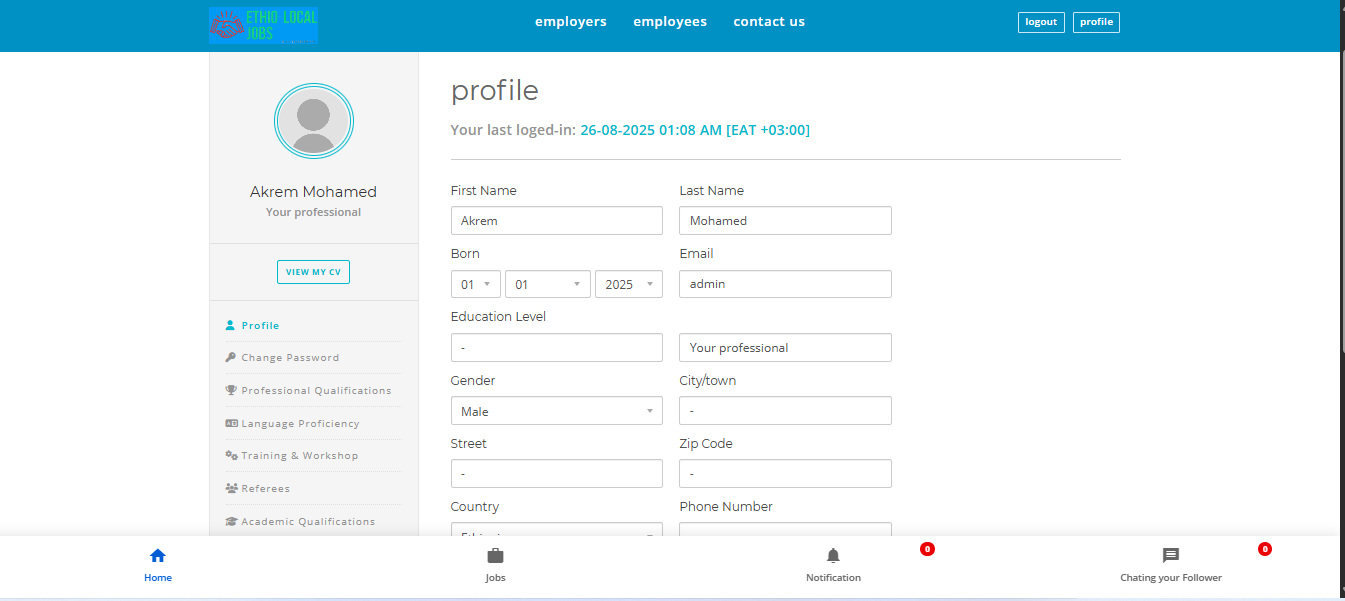 ETHIO LOCAL JOBS
employers employees contact us
logout profile
Akrem Mohamed
Your professional
VIEW MY CV
Profile
Change Password
Professional Qualifications
Language Proficiency
Training & Workshop
Referees
Academic Qualifications
profile
Your last loged-in: 26-08-2025 01:08 AM [EAT +03:00]
First Name Last Name
Akrem Mohamed
Born Email
01 01 2025 admin
Education Level
- Your professional
Gender City/town
Male -
Street Zip Code
- -
Country Phone Number
0 0
Home Jobs Notification Chating your Follower